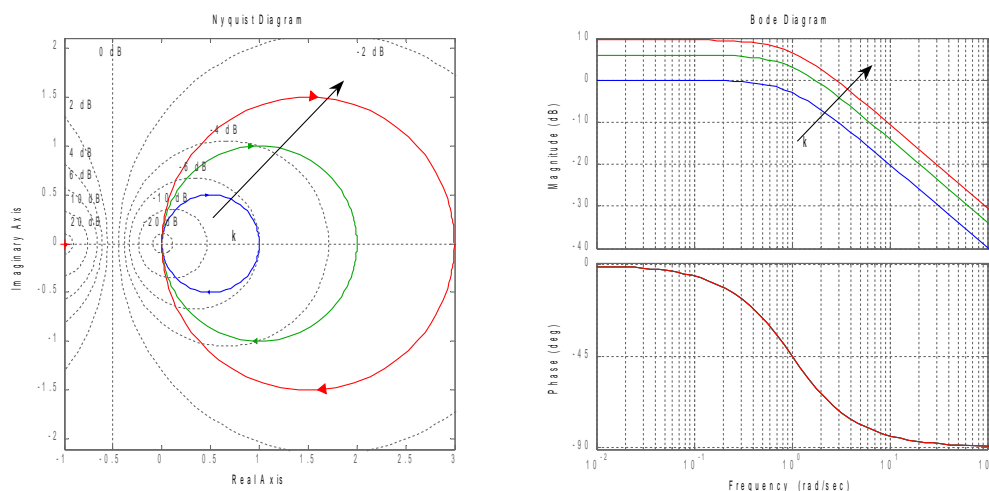 Nyquist Diagram
0 dB
-2 dB
2 dB
-4 dB
4 dB
-6 dB
6 dB
10 dB
-10 dB
20 dB
-20 dB
k
2
1.5
1
0.5
0
-0.5
-1
-1.5
-2
-1
-0.5
0
0.5
1
1.5
2
2.5
3
Real Axis
Imaginary Axis
Bode Diagram
10
0
-10
-20
-30
-40
Magnitude (dB)
k
0
-45
-90
Phase (deg)
10^-2
10^-1
10^0
10^1
10
Frequency (rad/sec)